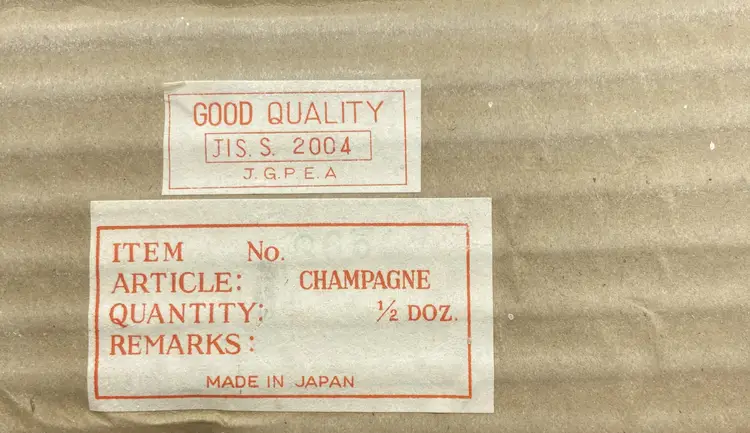 GOOD QUALITY
JIS. S. 2004
J. G. P. E. A
ITEM No.
ARTICLE: CHAMPAGNE
QUANTITY: ½ DOZ.
REMARKS:
MADE IN JAPAN